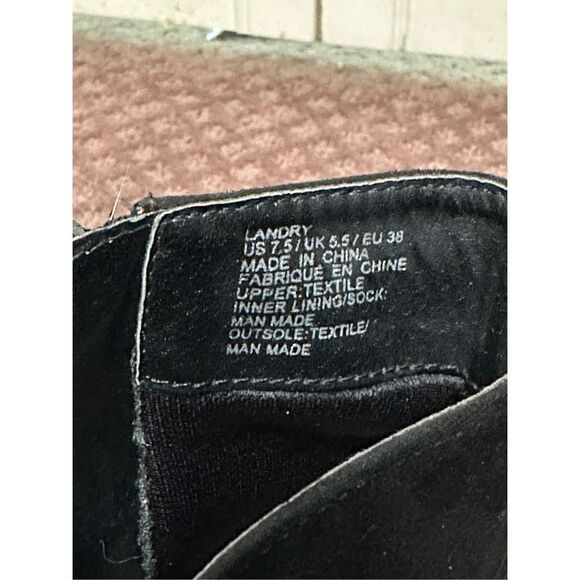 LANDRY
US 7.5 / UK 5.5 / EU 38
MADE IN CHINA
FABRIQUE EN CHINE
UPPER:TEXTILE
INNER LINING/SOCK:
MAN MADE
OUTSOLE:TEXTILE/
MAN MADE